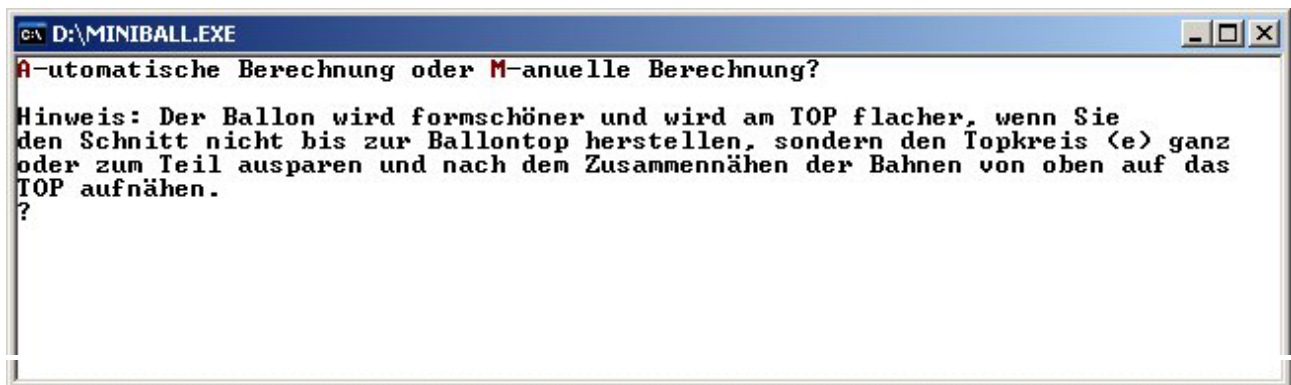 D:\MINIBALL.EXE
A-utomatische Berechnung oder M-anuelle Berechnung?
Hinweis: Der Ballon wird formschöner und wird am TOP flacher, wenn Sie
den Schnitt nicht bis zur Ballontop herstellen, sondern den Topkreis (e) ganz
oder zum Teil ausparen und nach dem Zusammennähen der Bahnen von oben auf das
TOP aufnähen.
?